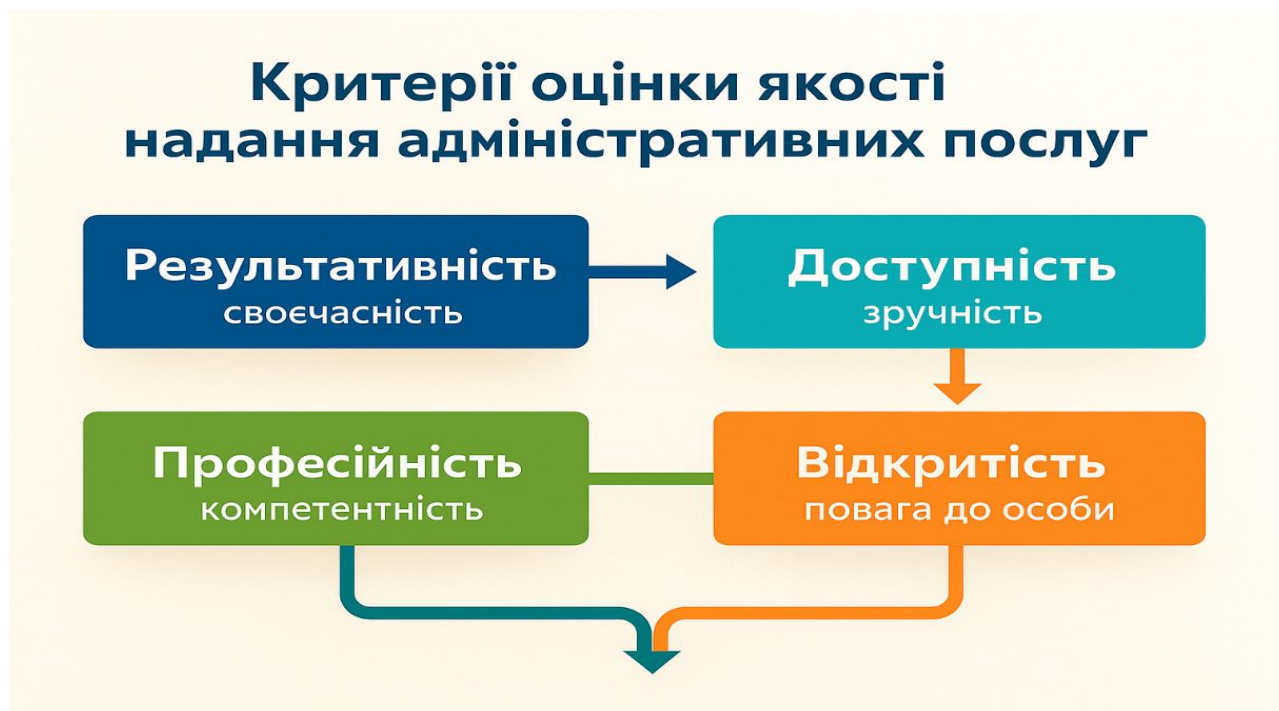 Критерії оцінки якості
надання адміністративних послуг
Результативність
своєчасність
Доступність
зручність
Професійність
компетентність
Відкритість
повага до особи